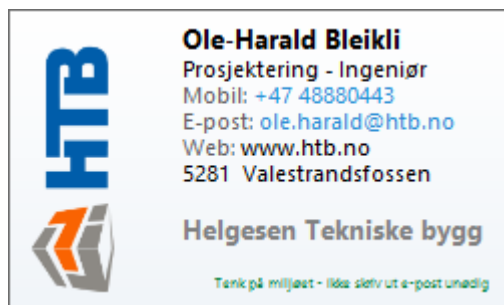 HTB
Ole-Harald Bleikli
Prosjektering - Ingeniør
Mobil: +47 48880443
E-post: ole.harald@htb.no
Web: www.htb.no
5281 Valestrandsfossen
Helgesen Tekniske bygg
Tenk på miljøet - ikke skriv ut e-post unødig